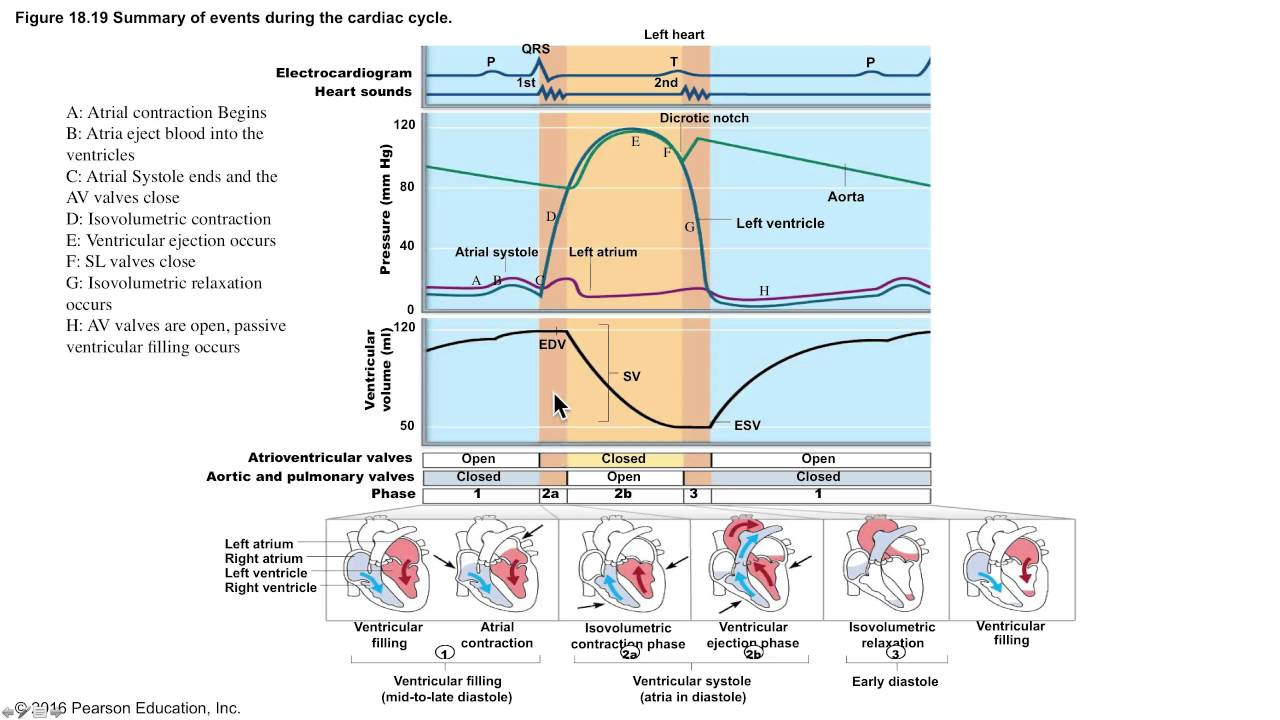 Figure 18.19 Summary of events during the cardiac cycle.
Left heart
QRS
P
T
P
Electrocardiogram
1st
2nd
Heart sounds
A: Atrial contraction Begins
B: Atria eject blood into the
ventricles
C: Atrial Systole ends and the
AV valves close
D: Isovolumetric contraction
E: Ventricular ejection occurs
F: SL valves close
G: Isovolumetric relaxation
occurs
H: AV valves are open, passive
ventricular filling occurs
Pressure (mm Hg)
120
80
40
0
Dicrotic notch
E
F
Aorta
D
G
Left ventricle
Atrial systole
Left atrium
A
B
C
H
Ventricular
volume (ml)
120
50
EDV
SV
ESV
Atrioventricular valves
Open
Closed
Open
Aortic and pulmonary valves
Closed
Open
Closed
Phase
1
2a
2b
3
1
Left atrium
Right atrium
Left ventricle
Right ventricle
Ventricular
filling
Atrial
contraction
Isovolumetric
contraction phase
Ventricular
ejection phase
Isovolumetric
relaxation
Ventricular
filling
1
2a
2b
3
Ventricular filling
(mid-to-late diastole)
Ventricular systole
(atria in diastole)
Early diastole
© 2016 Pearson Education, Inc.